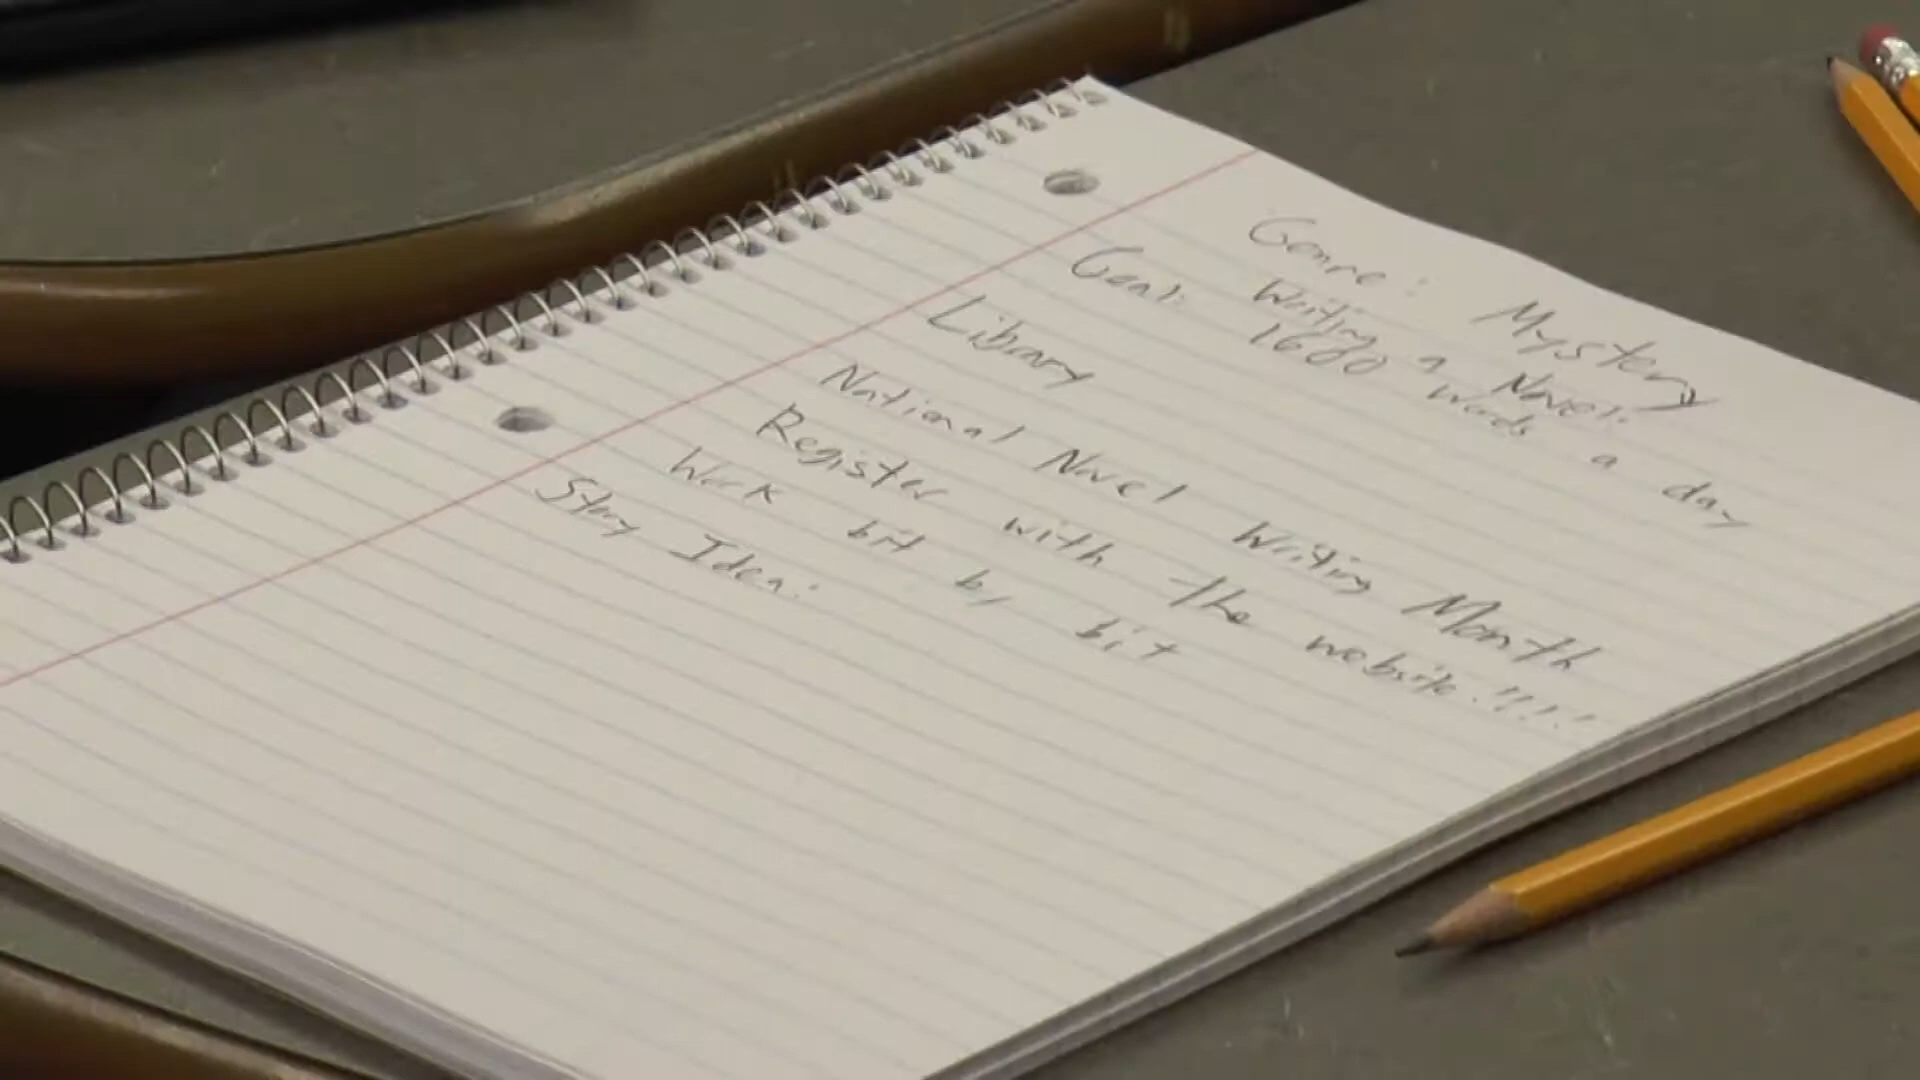 Genre: Mystery
Writing a Novel:
Goal: 1680 words a day
Library
National Novel Writing Month
Register with the website!!!!
Work bit by bit
Story Idea: